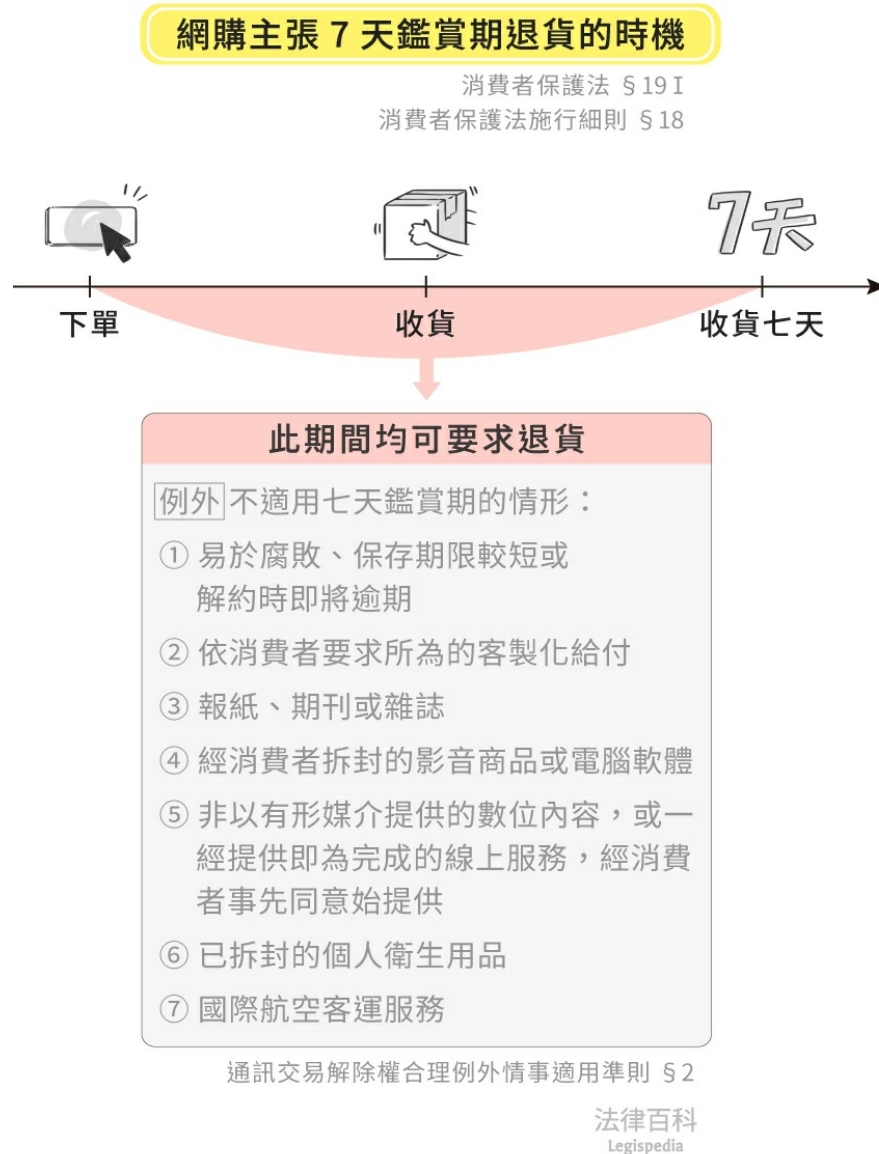 網購主張 7 天鑑賞期退貨的時機
消費者保護法 §19 I
消費者保護法施行細則 §18
7天
下單
收貨
收貨七天
此期間均可要求退貨
例外 不適用七天鑑賞期的情形：
① 易於腐敗、保存期限較短或
解約時即將逾期
② 依消費者要求所為的客製化給付
③ 報紙、期刊或雜誌
④ 經消費者拆封的影音商品或電腦軟體
⑤ 非以有形媒介提供的數位內容，或一
經提供即為完成的線上服務，經消費
者事先同意始提供
⑥ 已拆封的個人衛生用品
⑦ 國際航空客運服務
通訊交易解除權合理例外情事適用準則 §2
法律百科
Legispedia